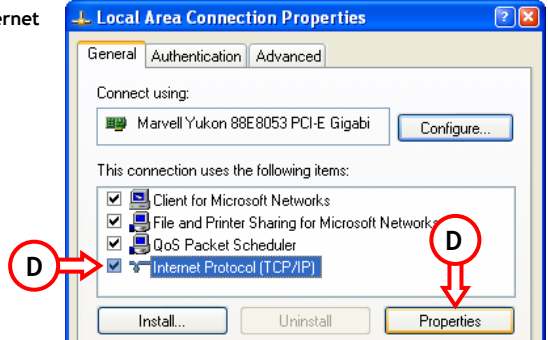 ernet
Local Area Connection Properties
General Authentication Advanced
Connect using:
Marvell Yukon 88E8053 PCI-E Gigabi Configure...
This connection uses the following items:
Client for Microsoft Networks
File and Printer Sharing for Microsoft Networks
QoS Packet Scheduler
D
D Internet Protocol (TCP/IP)
Install... Uninstall Properties